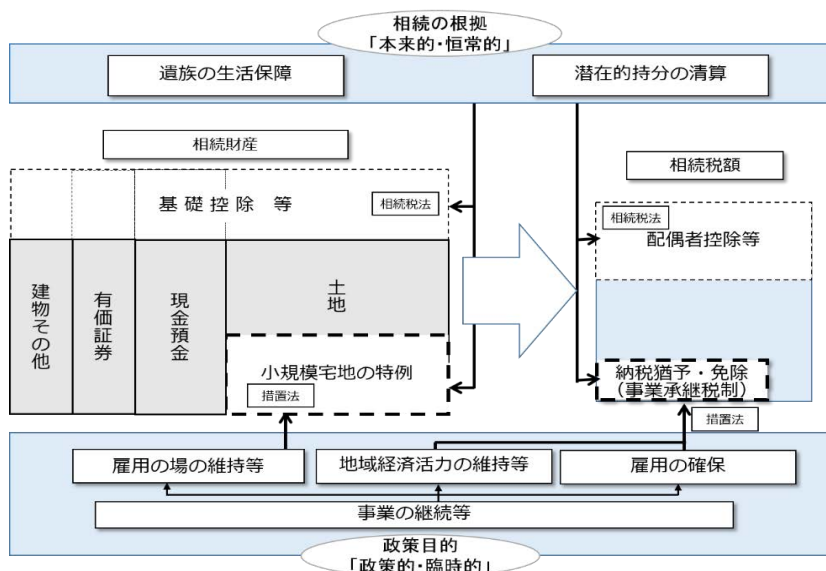 相続の根拠
「本来的・恒常的」
遺族の生活保障
潜在的持分の清算
相続財産
相続税額
基礎控除 等
相続税法
相続税法
配偶者控除等
建物その他
有価証券
現金預金
土地
小規模宅地の特例
措置法
納税猶予・免除
(事業承継税制)
措置法
雇用の場の維持等
地域経済活力の維持等
雇用の確保
事業の継続等
政策目的
「政策的・臨時的」